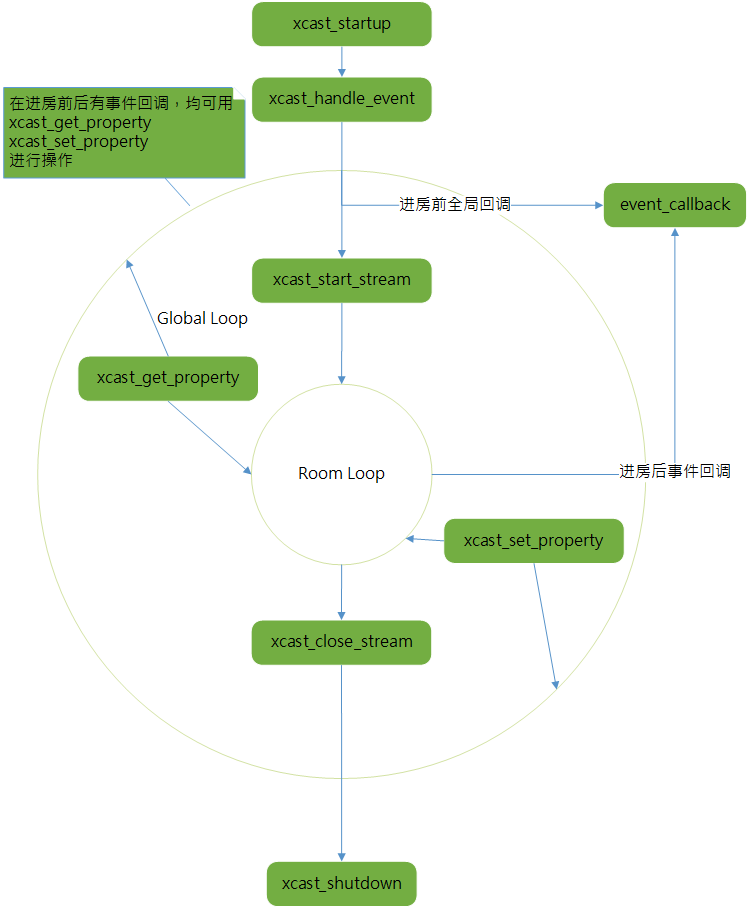 xcast_startup
xcast_handle_event
在进房前后有事件回调，均可用
xcast_get_property
xcast_set_property
进行操作
进房前全局回调
event_callback
xcast_start_stream
Global Loop
xcast_get_property
Room Loop
进房后事件回调
xcast_set_property
xcast_close_stream
xcast_shutdown